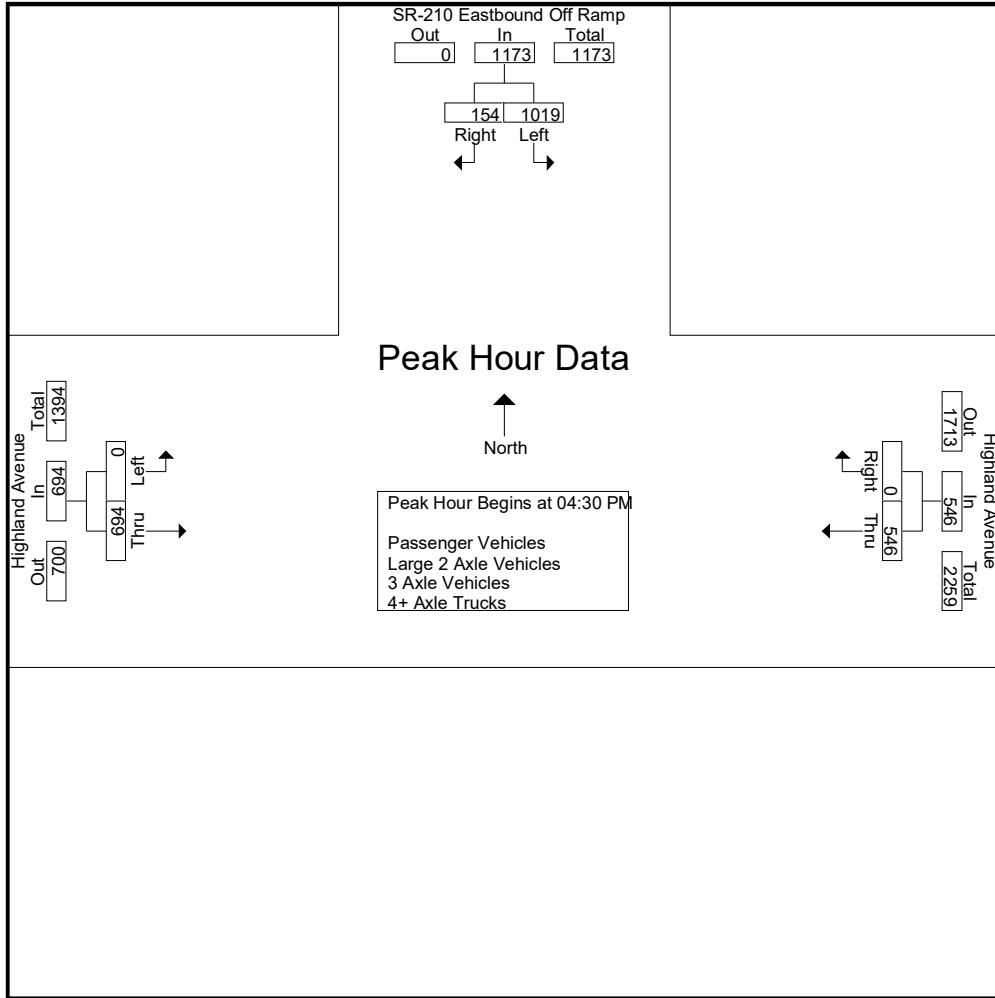 SR-210 Eastbound Off Ramp
Out In Total
0 1173 1173
154 1019
Right Left
Peak Hour Data
North
Peak Hour Begins at 04:30 PM
Passenger Vehicles
Large 2 Axle Vehicles
3 Axle Vehicles
4+ Axle Trucks
Highland Avenue
Out In Total
700 694 1394
Left Thru
0 694
Highland Avenue
Out In Total
1713 546 2259
Right Thru
0 546